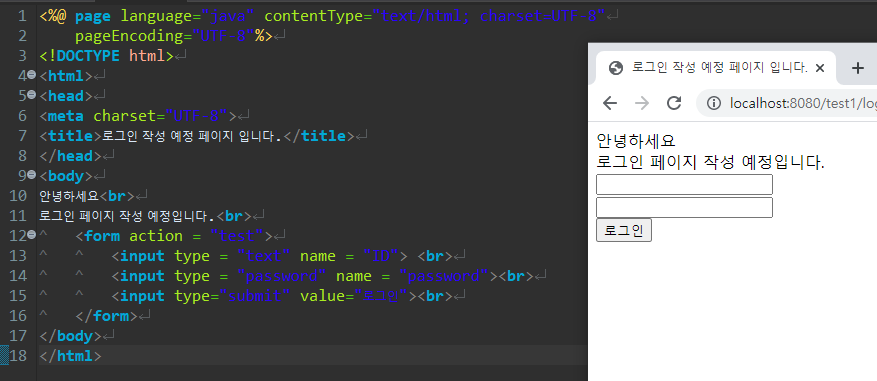 1 <%@ page language="java" contentType="text/html; charset=UTF-8"
2 pageEncoding="UTF-8"%>
3 <!DOCTYPE html>
4 <html>
5 <head>
6 <meta charset="UTF-8">
7 <title>로그인 작성 예정 페이지 입니다.</title>
8 </head>
9 <body>
10 안녕하세요<br>
11 로그인 페이지 작성 예정입니다.<br>
12 <form action = "test">
13 <input type = "text" name = "ID"> <br>
14 <input type = "password" name = "password"><br>
15 <input type="submit" value="로그인"><br>
16 </form>
17 </body>
18 </html>
로그인 작성 예정 페이지 입니다.
localhost:8080/test1/log
안녕하세요
로그인 페이지 작성 예정입니다.
로그인